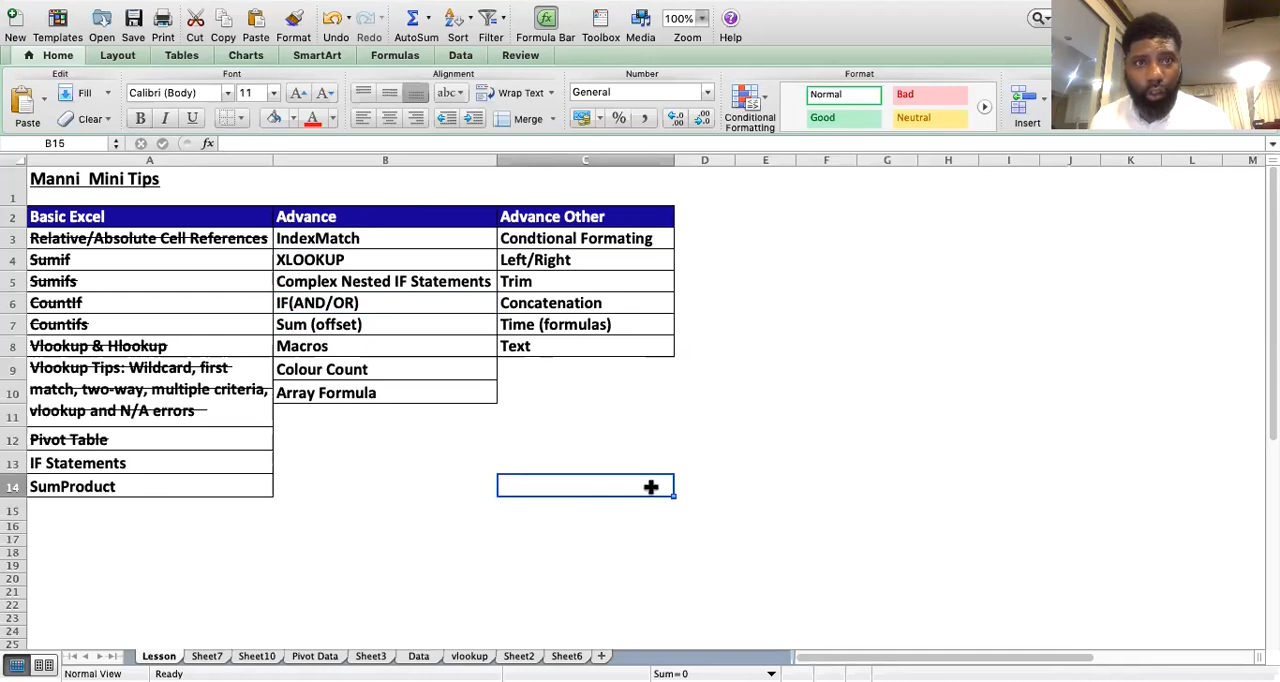 New Templates Open Save Print Cut Copy Paste Format Undo Redo AutoSum Sort Filter Formula Bar Toolbox Media Zoom Help
100%
Home Layout Tables Charts SmartArt Formulas Data Review
Edit Font Alignment Number Format
Fill Calibri (Body) 11 A A abc Wrap Text General Normal Bad
Paste Clear B I U A Merge % , Conditional Formatting Good Neutral Insert
B15 fx
A B C D E F G H I J K L M
1 Manni Mini Tips
2 Basic Excel Advance Advance Other
3 Relative/Absolute Cell References IndexMatch Condtional Formating
4 Sumif XLOOKUP Left/Right
5 Sumifs Complex Nested IF Statements Trim
6 CountIf IF(AND/OR) Concatenation
7 Countifs Sum (offset) Time (formulas)
8 Vlookup & Hlookup Macros Text
9 Vlookup Tips: Wildcard, first Colour Count
10 match, two-way, multiple criteria, Array Formula
11 vlookup and N/A errors
12 Pivot Table
13 IF Statements
14 SumProduct
15
16
17
18
19
20
21
22
23
24
25
Lesson Sheet7 Sheet10 Pivot Data Sheet3 Data vlookup Sheet2 Sheet6 +
Normal View Ready Sum=0